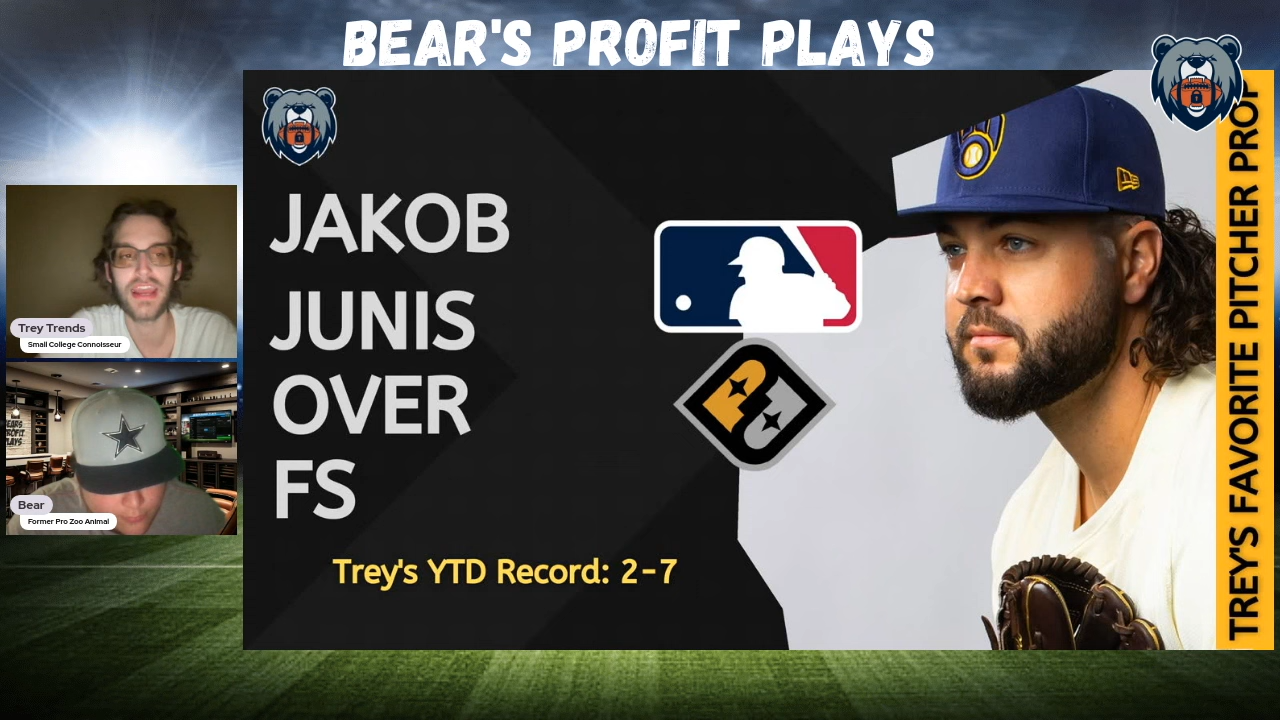 BEAR'S PROFIT PLAYS
JAKOB
JUNIS
OVER
FS
Trey's YTD Record: 2-7
TREY'S FAVORITE PITCHER PROP
Trey Trends
Small College Connoisseur
Bear
Former Pro Zoo Animal